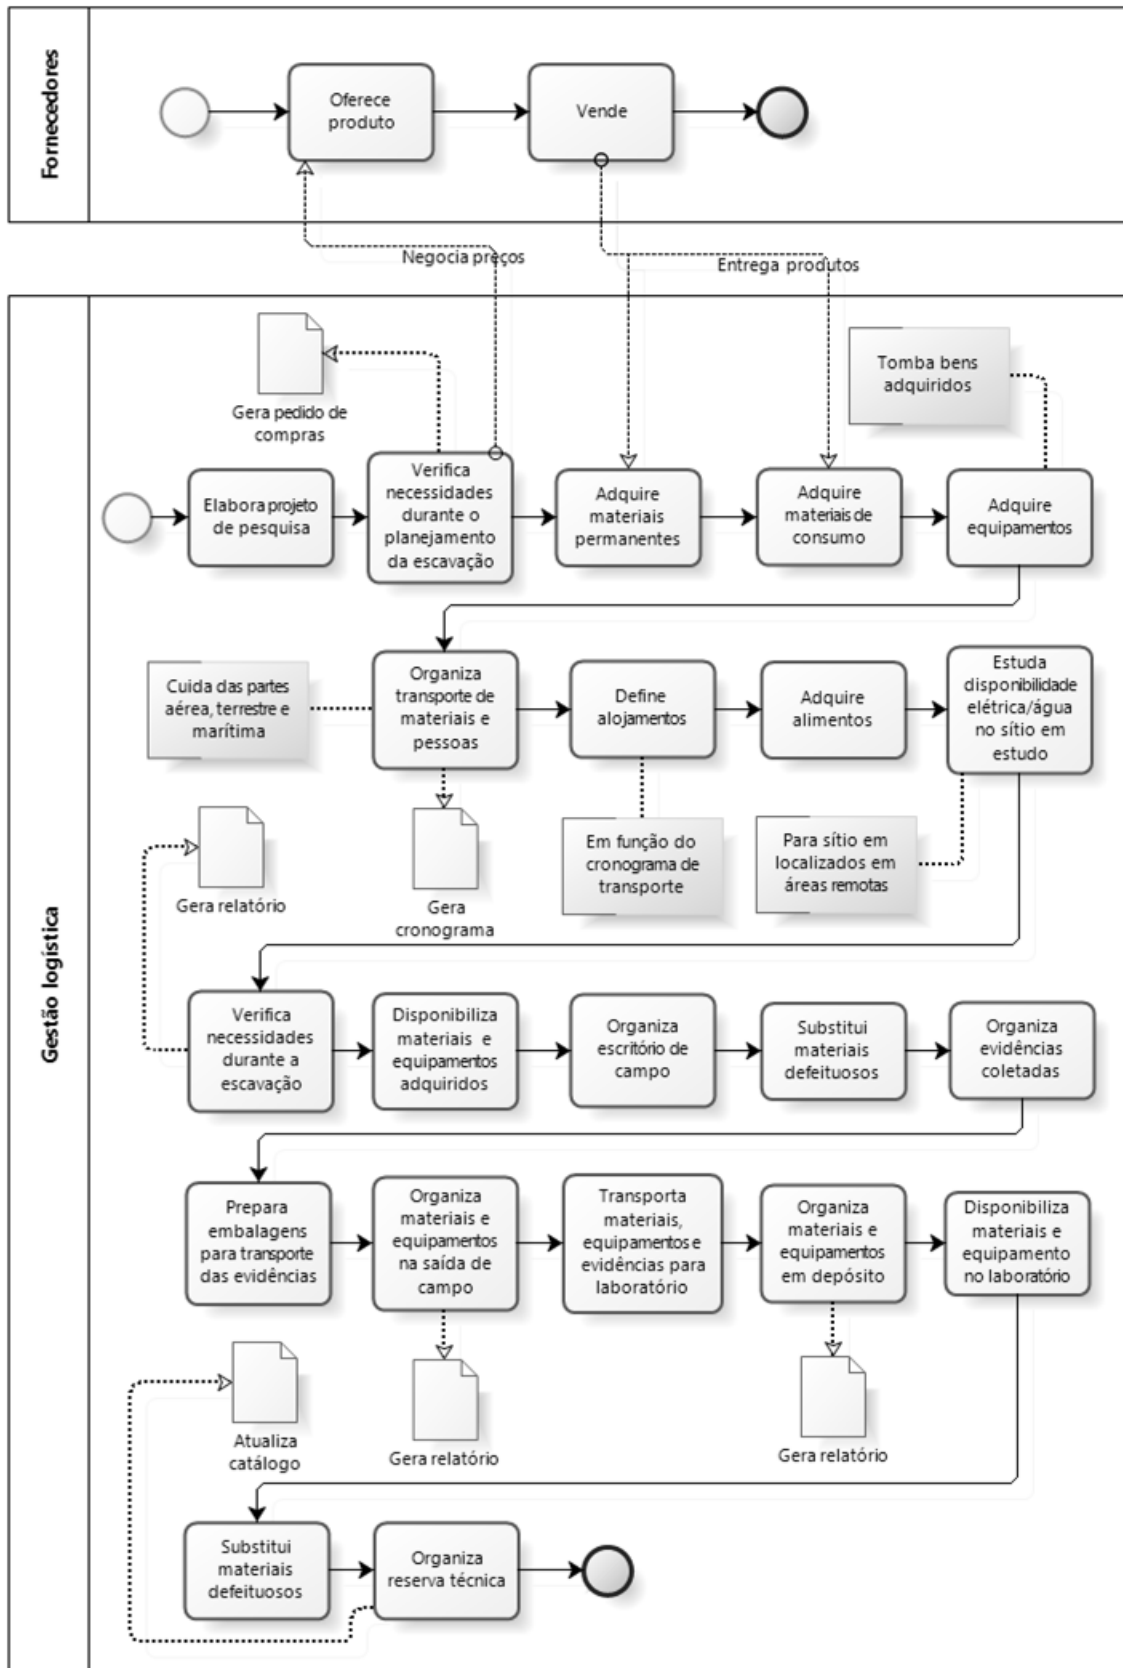 Fornecedores
Oferece
produto
Vende
Negocia preços
Entrega produtos
Gestão logística
Gera pedido de
compras
Tomba bens
adquiridos
Elabora projeto
de pesquisa
Verifica
necessidades
durante o
planejamento
da escavação
Adquire
materiais
permanentes
Adquire
materiais de
consumo
Adquire
equipamentos
Cuida das partes
aérea, terrestre e
marítima
Organiza
transporte de
materiais e
pessoas
Define
alojamentos
Adquire
alimentos
Estuda
disponibilidade
elétrica/água
no sítio em
estudo
Gera relatório
Gera
cronograma
Em função do
cronograma de
transporte
Para sítio em
localizados em
áreas remotas
Verifica
necessidades
durante a
escavação
Disponibiliza
materiais e
equipamentos
adquiridos
Organiza
escritório de
campo
Substitui
materiais
defeituosos
Organiza
evidências
coletadas
Prepara
embalagens
para transporte
das evidências
Organiza
materiais e
equipamentos
na saída de
campo
Transporta
materiais,
equipamentos e
evidências para
laboratório
Organiza
materiais e
equipamentos
em depósito
Disponibiliza
materiais e
equipamento
no laboratório
Atualiza
catálogo
Gera relatório
Gera relatório
Substitui
materiais
defeituosos
Organiza
reserva técnica